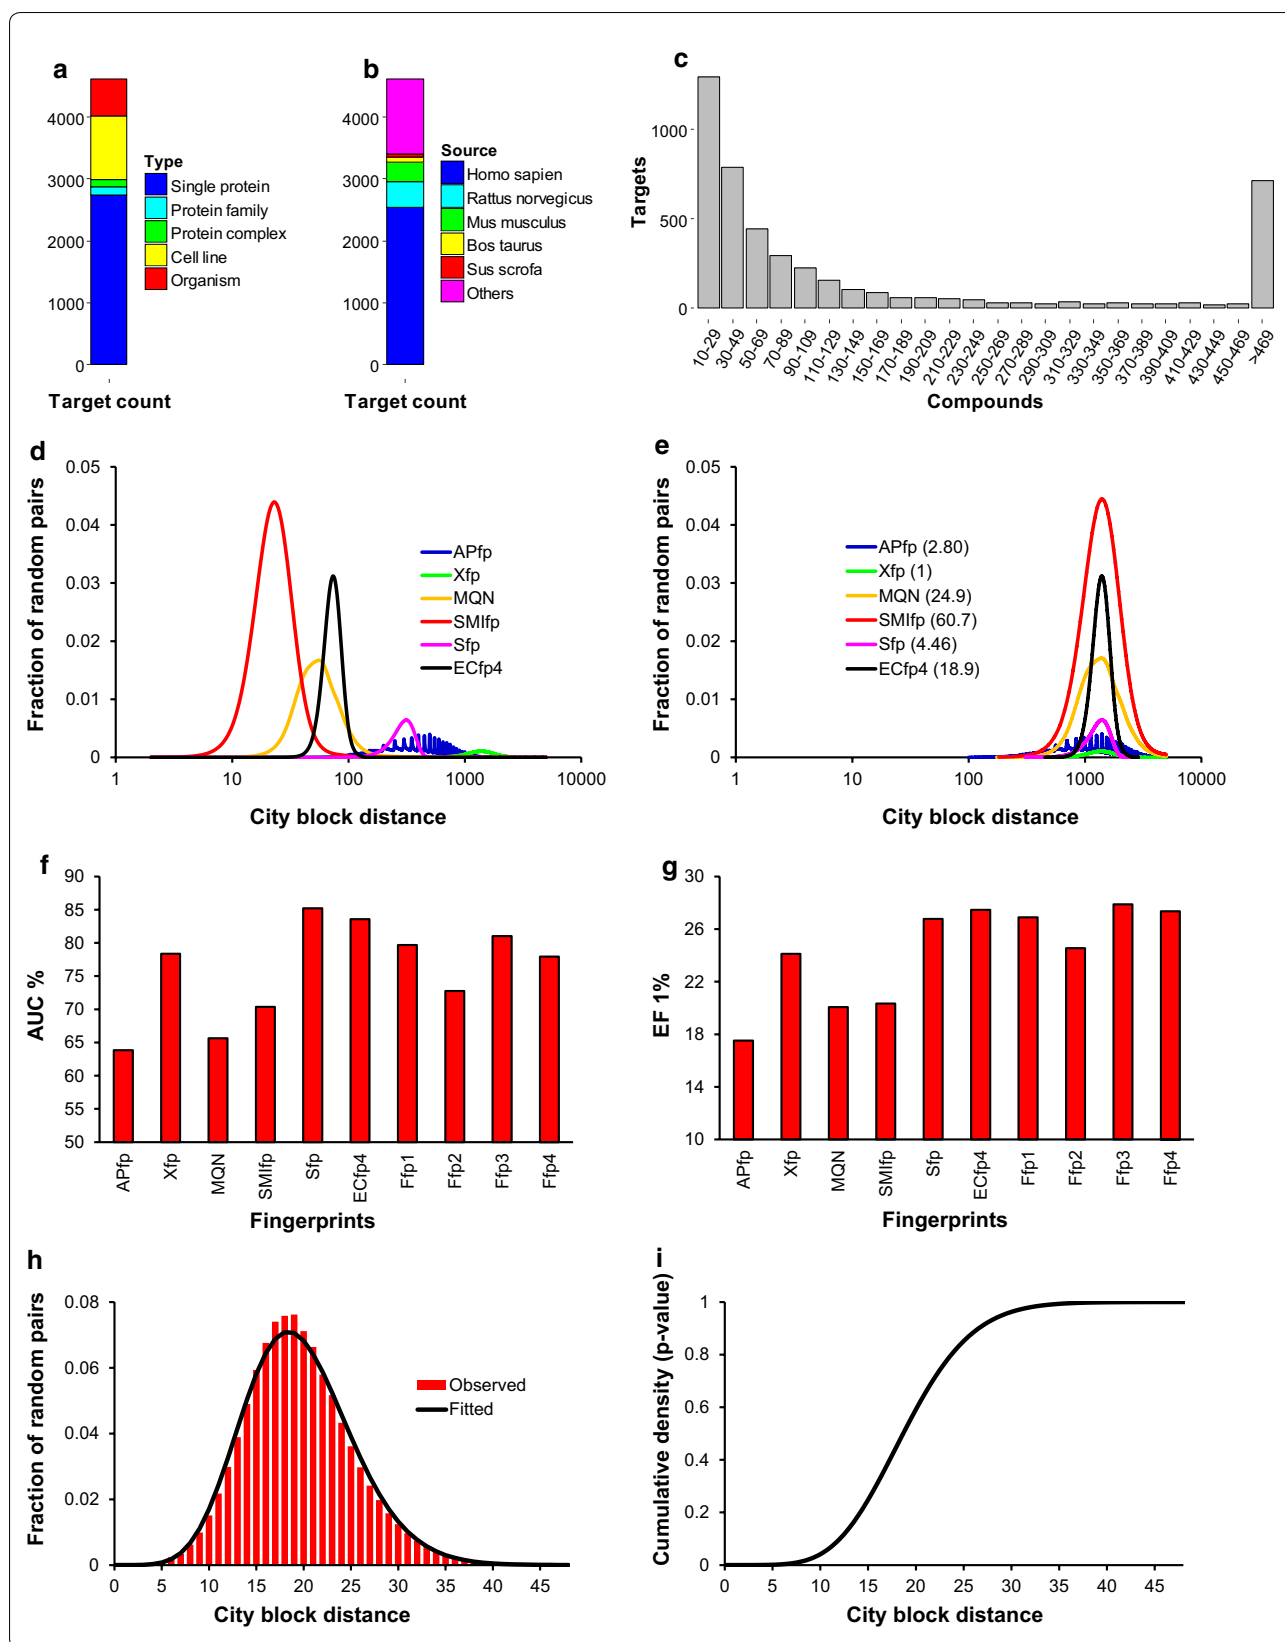 a
4000
3000
2000
1000
0
Target count
Type
Single protein
Protein family
Protein complex
Cell line
Organism
b
4000
3000
2000
1000
0
Target count
Source
Homo sapien
Rattus norvegicus
Mus musculus
Bos taurus
Sus scrofa
Others
c
Targets
1000
500
0
10-29
30-49
50-69
70-89
90-109
110-129
130-149
150-169
170-189
190-209
210-229
230-249
250-269
270-289
290-309
310-329
330-349
350-369
370-389
390-409
410-429
430-449
450-469
>469
Compounds
d
Fraction of random pairs
0.05
0.04
0.03
0.02
0.01
0
1
10
100
1000
10000
City block distance
APfp
Xfp
MQN
SMIfp
Sfp
ECfp4
e
Fraction of random pairs
0.05
0.04
0.03
0.02
0.01
0
1
10
100
1000
10000
City block distance
APfp (2.80)
Xfp (1)
MQN (24.9)
SMIfp (60.7)
Sfp (4.46)
ECfp4 (18.9)
f
AUC %
90
85
80
75
70
65
60
55
50
APfp
Xfp
MQN
SMIfp
Sfp
ECfp4
Ffp1
Ffp2
Ffp3
Ffp4
Fingerprints
g
EF 1%
30
26
22
18
14
10
APfp
Xfp
MQN
SMIfp
Sfp
ECfp4
Ffp1
Ffp2
Ffp3
Ffp4
Fingerprints
h
Fraction of random pairs
0.08
0.06
0.04
0.02
0
0
5
10
15
20
25
30
35
40
45
City block distance
Observed
Fitted
i
Cumulative density (p-value)
1
0.8
0.6
0.4
0.2
0
0
5
10
15
20
25
30
35
40
45
City block distance